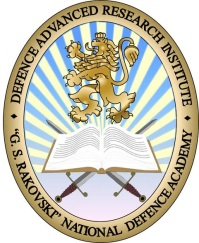 DEFENCE ADVANCED RESEARCH INSTITUTE
"G. S. RAKOVSKI" NATIONAL DEFENCE ACADEMY